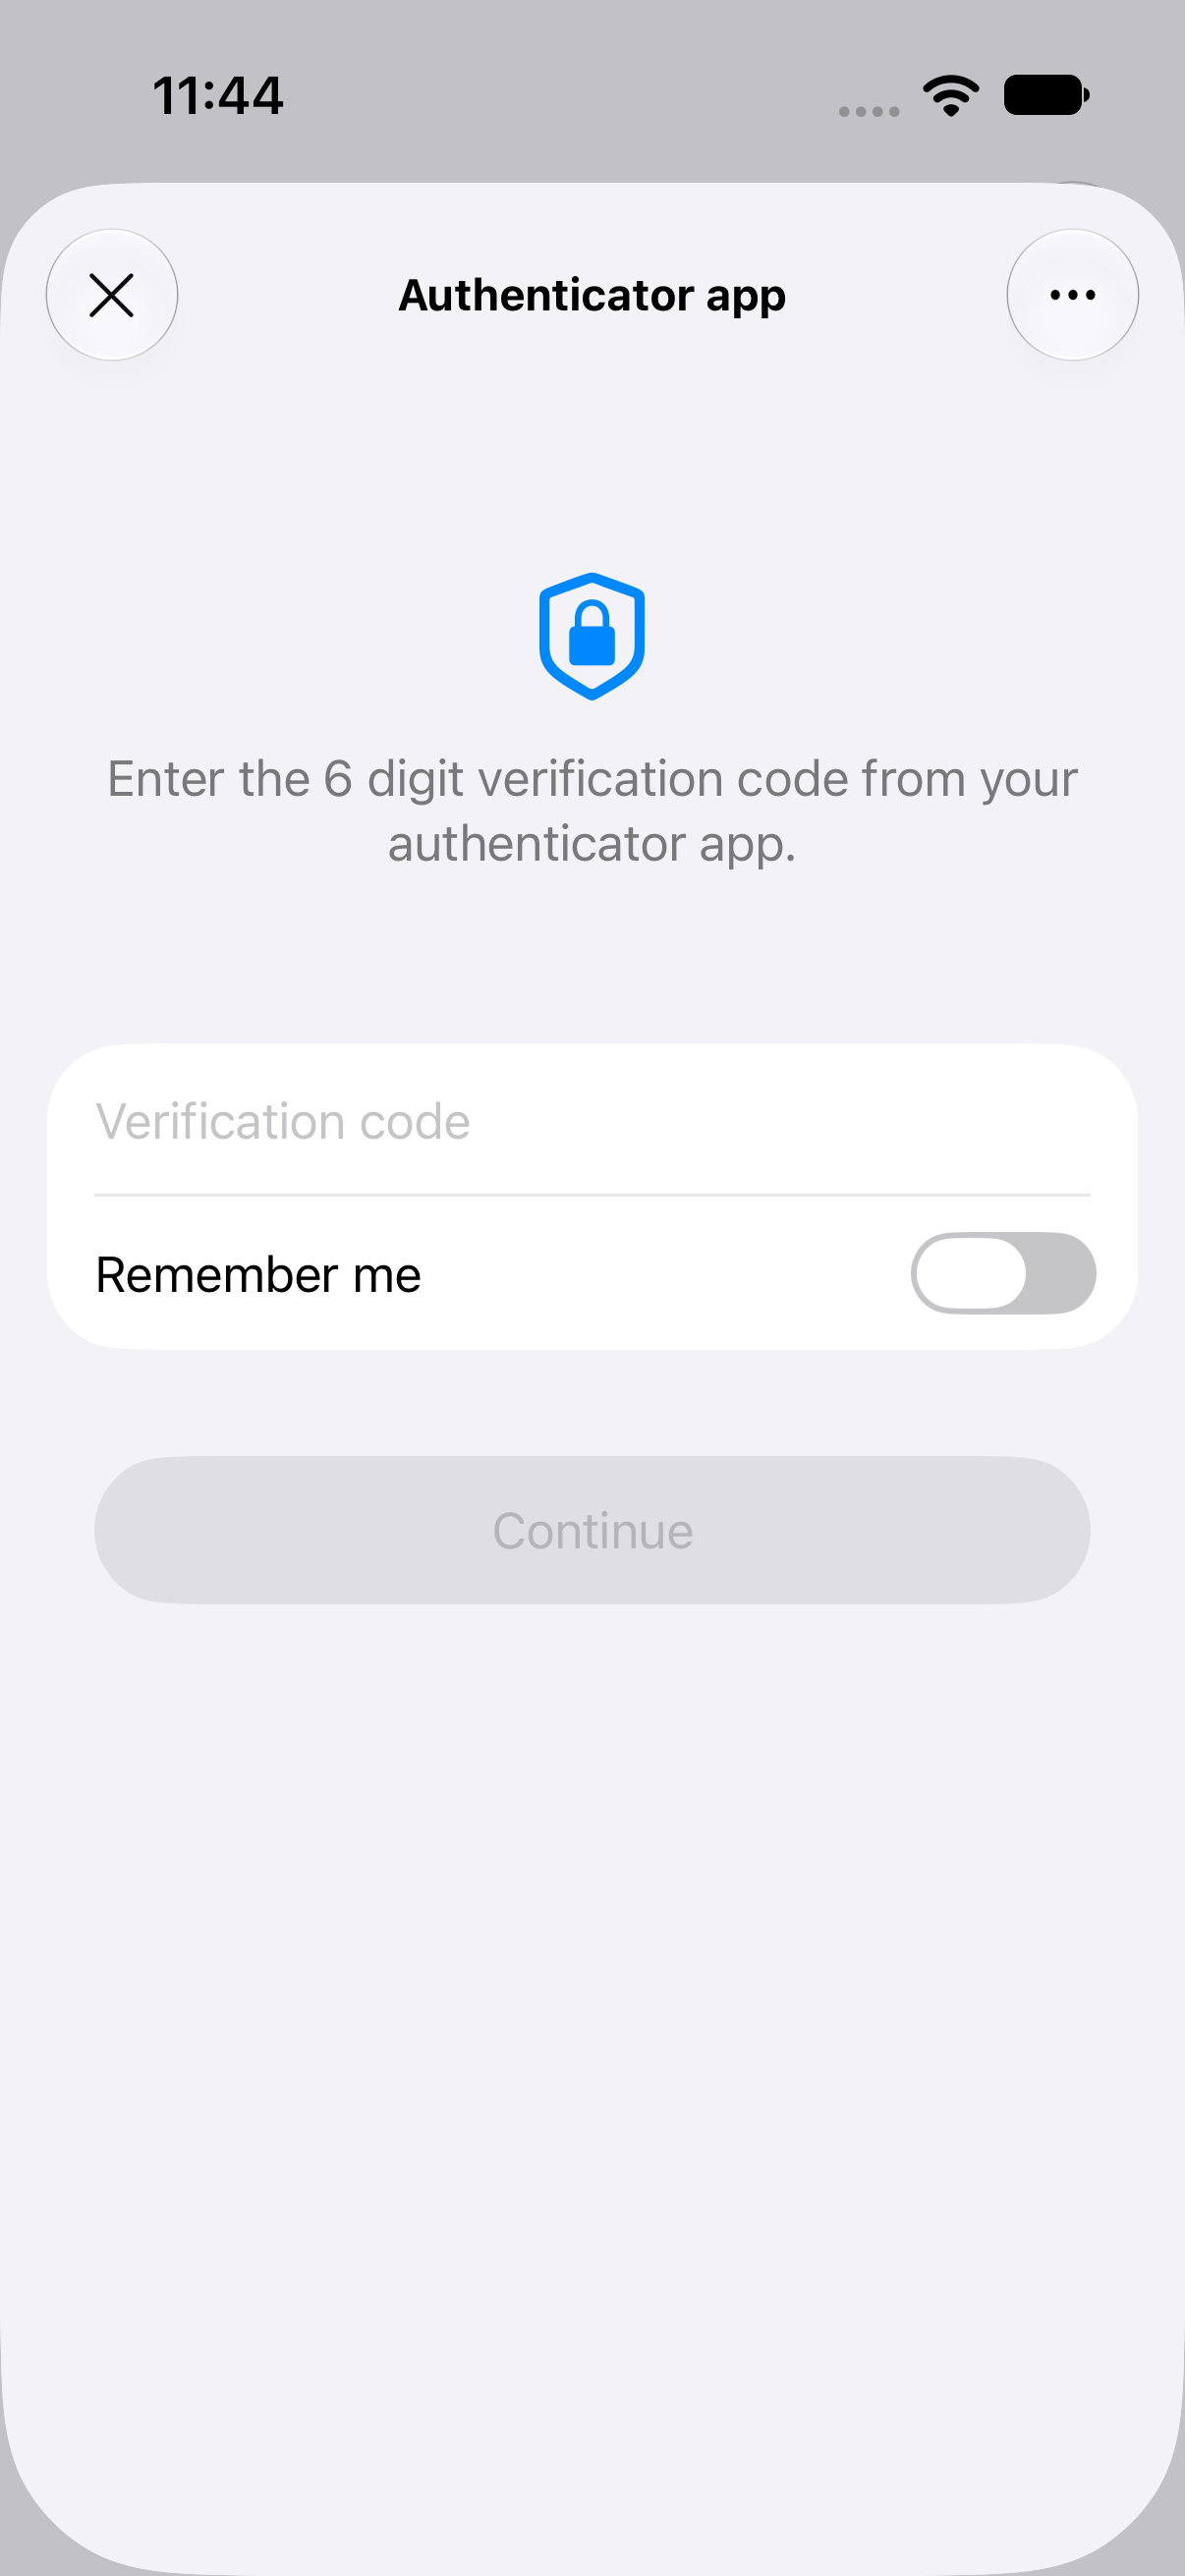 11:44
Authenticator app
Enter the 6 digit verification code from your
authenticator app.
Verification code
Remember me
Continue